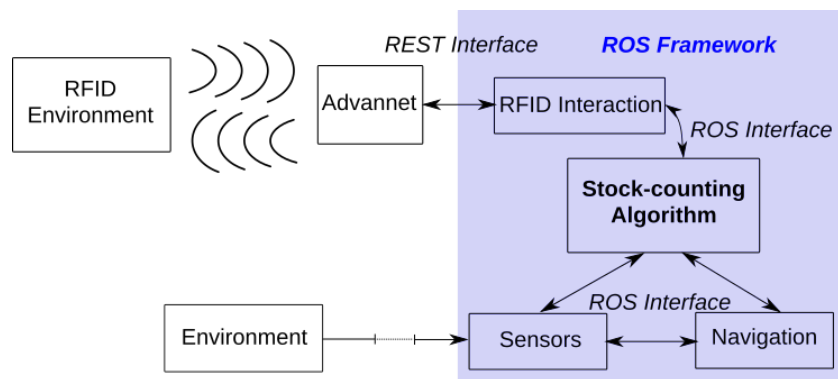 REST Interface
ROS Framework
RFID
Environment
Advannet
RFID Interaction
ROS Interface
Stock-counting
Algorithm
ROS Interface
Environment
Sensors
Navigation